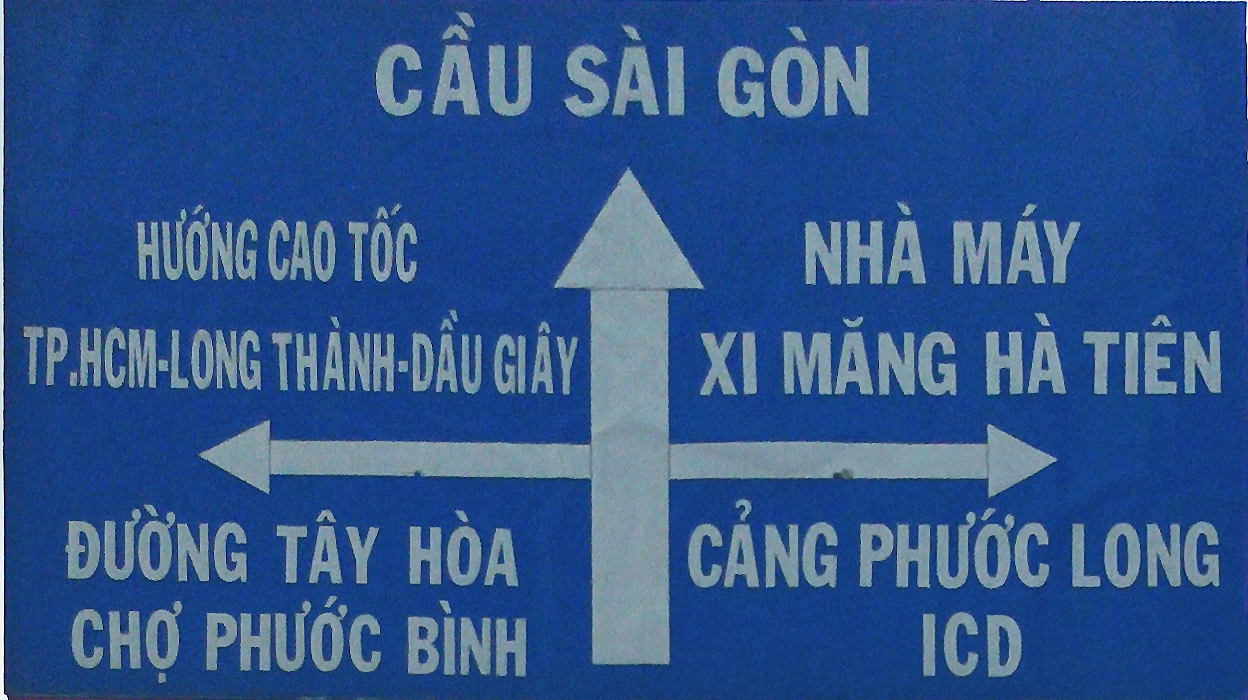 CẦU SÀI GÒN
HƯỚNG CAO TỐC
TP.HCM-LONG THÀNH-DẦU GIÂY
NHÀ MÁY
XI MĂNG HÀ TIÊN
ĐƯỜNG TÂY HÒA
CHỢ PHƯỚC BÌNH
CẢNG PHƯỚC LONG
ICD